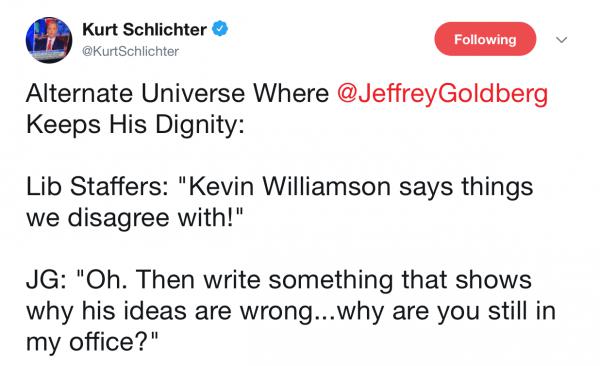 Kurt Schlichter
@KurtSchlichter
Following
Alternate Universe Where @JeffreyGoldberg
Keeps His Dignity:
Lib Staffers: "Kevin Williamson says things
we disagree with!"
JG: "Oh. Then write something that shows
why his ideas are wrong...why are you still in
my office?"